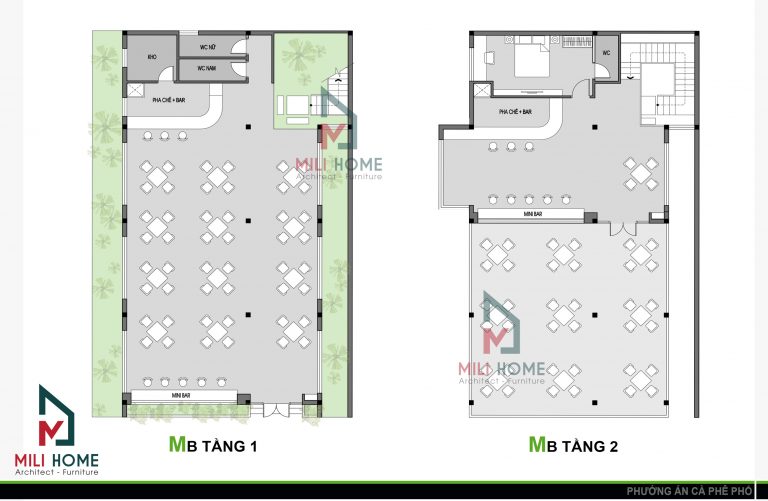 KHO
WC NỮ
WC NAM
PHA CHẾ + BAR
MILI HOME
Architect - Furniture
MINI BAR
MB TẦNG 1
WC
PHA CHẾ + BAR
MINI BAR
MILI HOME
Architect - Furniture
MB TẦNG 2
MILI HOME
Architect - Furniture
PHƯƠNG ÁN CÀ PHÊ PHỐ